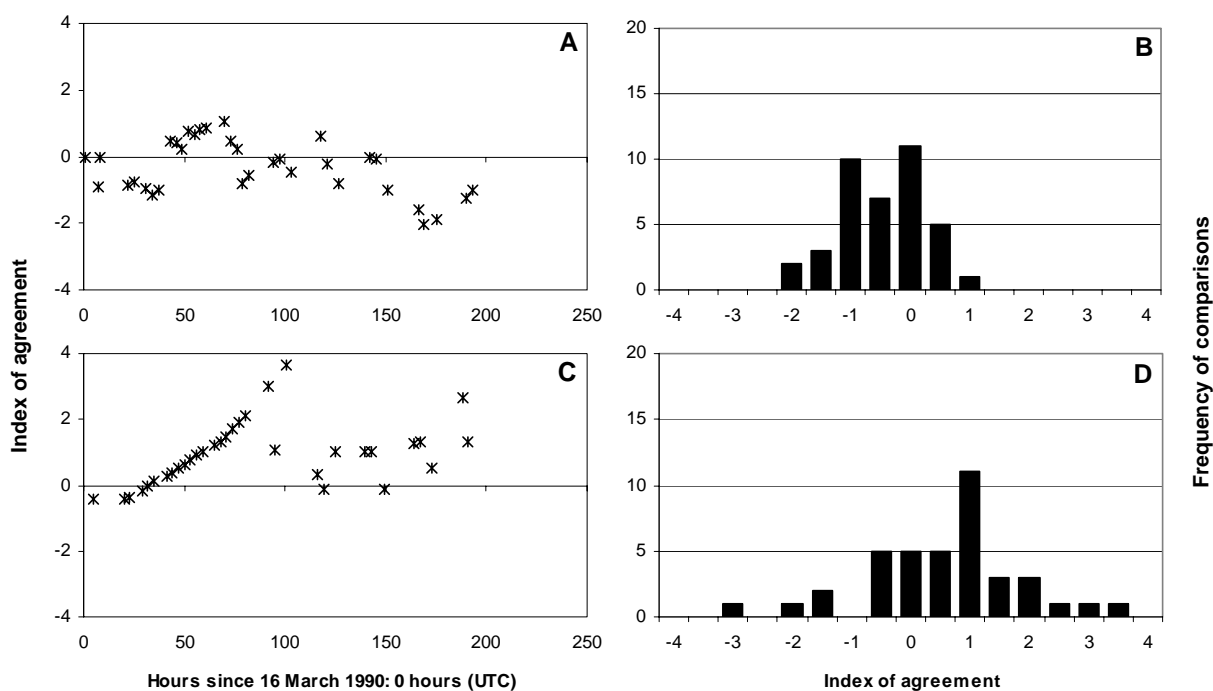 A
4
2
0
-2
-4
0 50 100 150 200 250
B
20
15
10
5
0
-4 -3 -2 -1 0 1 2 3 4
Index of agreement
Frequency of comparisons
C
4
2
0
-2
-4
0 50 100 150 200 250
Hours since 16 March 1990: 0 hours (UTC)
D
20
15
10
5
0
-4 -3 -2 -1 0 1 2 3 4
Index of agreement